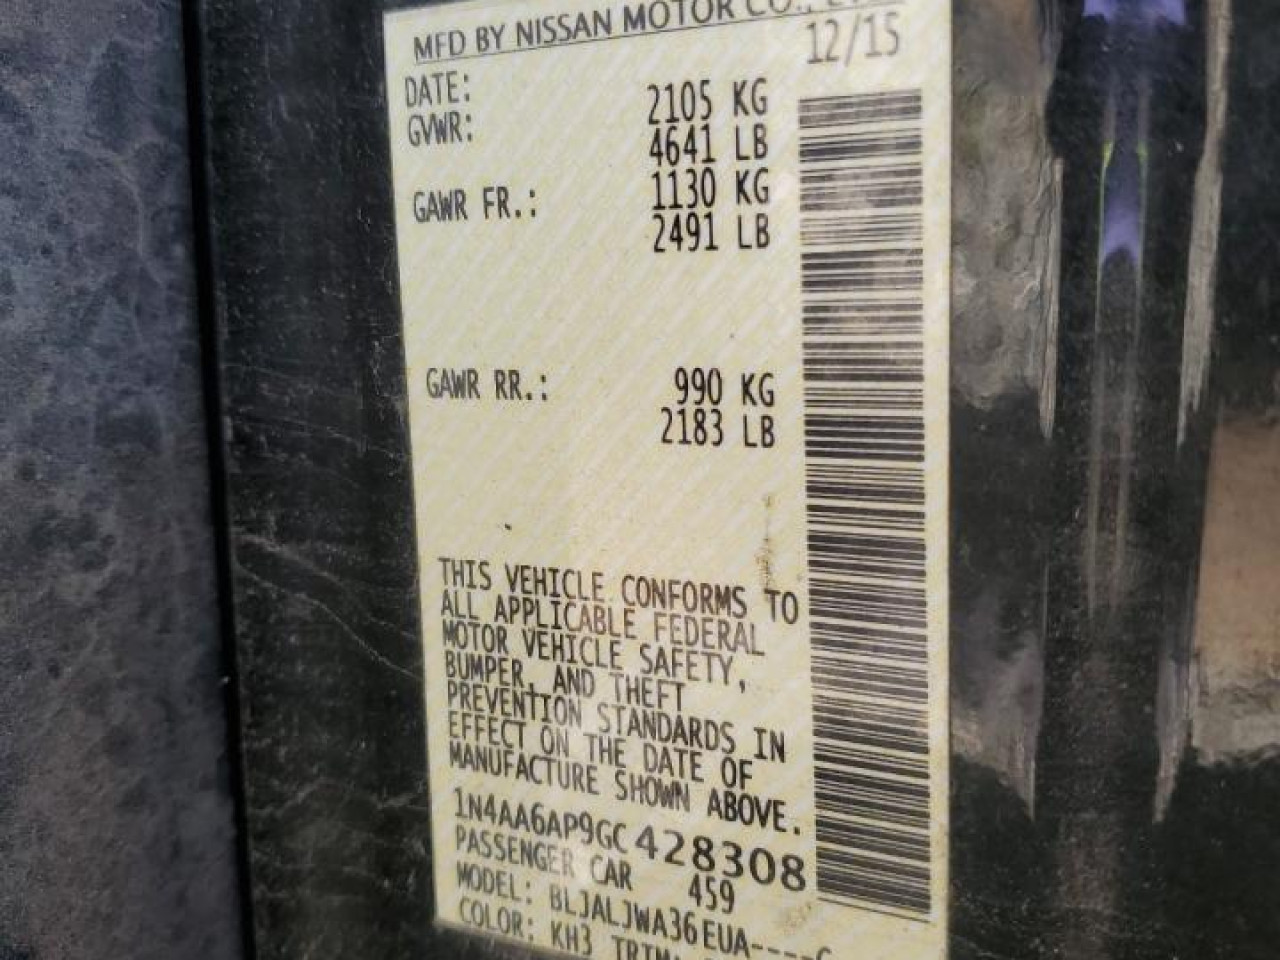 MFD BY NISSAN MOTOR CO.,
DATE: 12/15
GVWR: 2105 KG
4641 LB
GAWR FR.: 1130 KG
2491 LB
GAWR RR.: 990 KG
2183 LB
THIS VEHICLE CONFORMS TO
ALL APPLICABLE FEDERAL
MOTOR VEHICLE SAFETY,
BUMPER, AND THEFT
PREVENTION STANDARDS IN
EFFECT ON THE DATE OF
MANUFACTURE SHOWN ABOVE.
1N4AA6AP9GC428308
PASSENGER CAR 459
MODEL: BLJALJWA36EUA----
COLOR: KH3 TRIM: